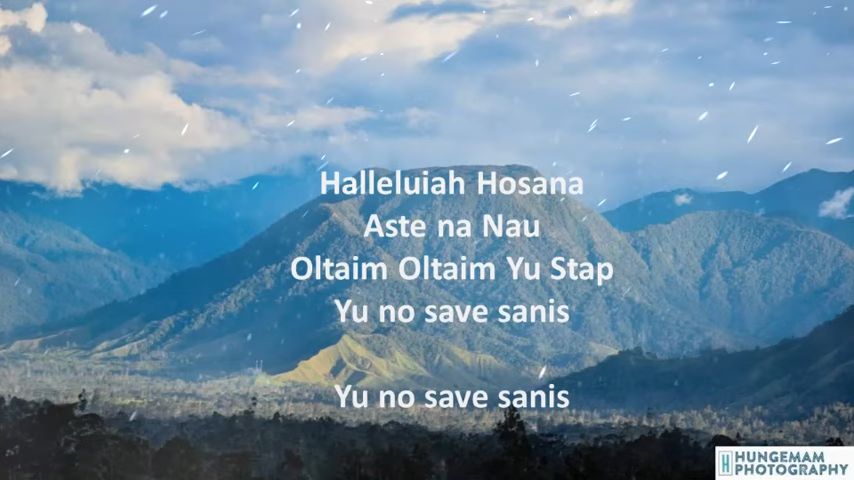 Halleluiah Hosana
Aste na Nau
Oltaim Oltaim Yu Stap
Yu no save sanis
Yu no save sanis
HUNGEMAM
PHOTOGRAPHY